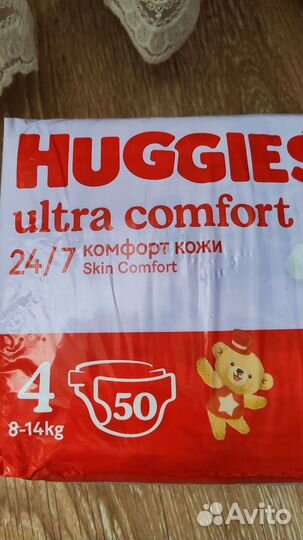 HUGGIES
ultra comfort
24/7 комфорт кожи
Skin Comfort
4
50
8-14kg
Avito